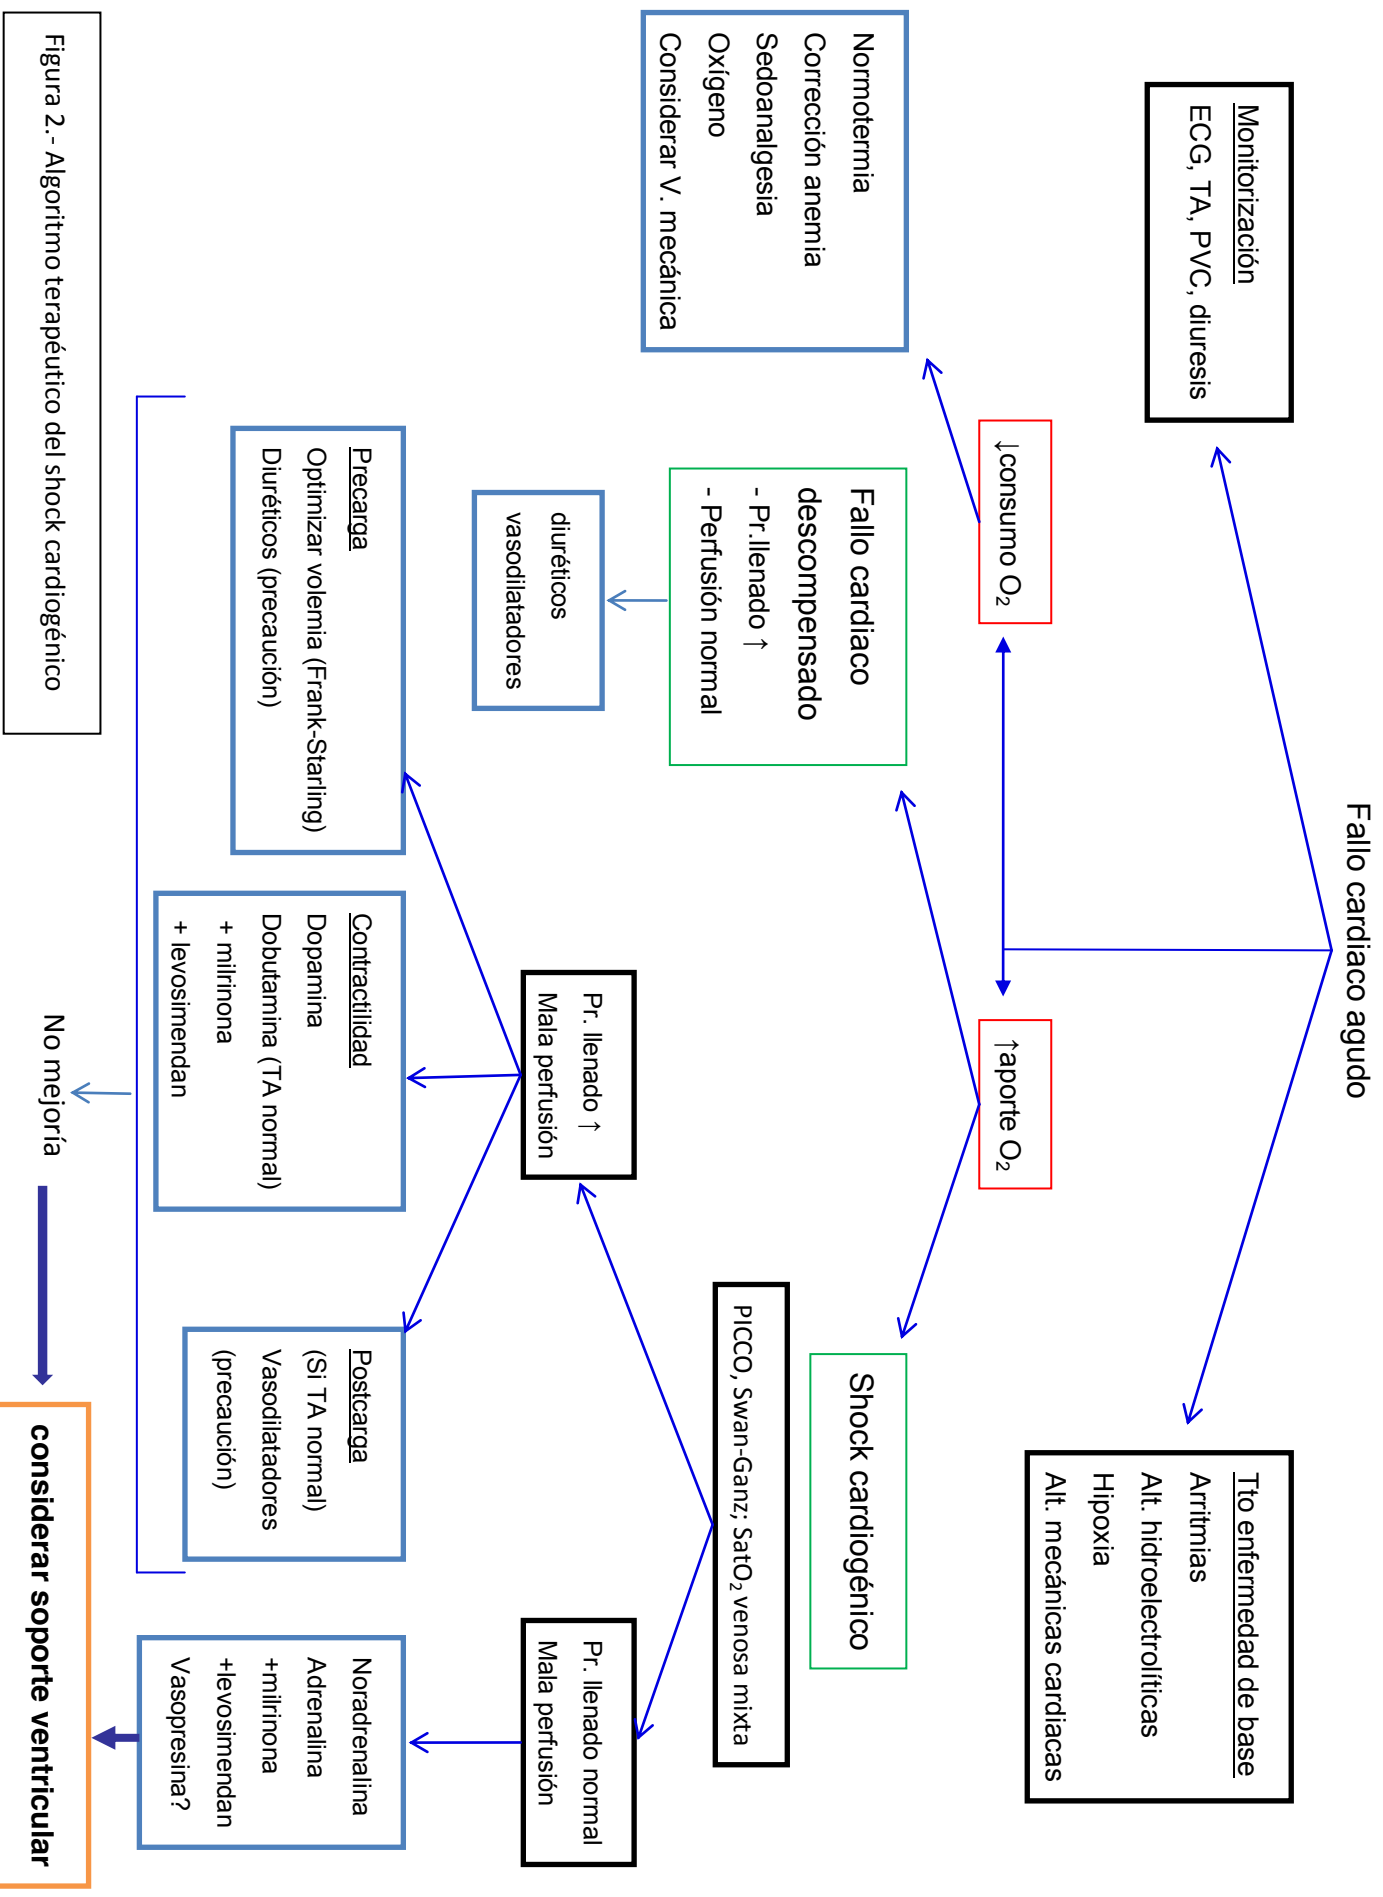 Fallo cardiaco agudo
Monitorización
ECG, TA, PVC, diuresis
Tto enfermedad de base
Arritmias
Alt. hidroelectrolíticas
Hipoxia
Alt. mecánicas cardiacas
↓consumo O₂
↑aporte O₂
Normotermia
Corrección anemia
Sedoanalgesia
Oxígeno
Considerar V. mecánica
Fallo cardiaco
descompensado
- Pr.llenado ↑
- Perfusión normal
Shock cardiogénico
diuréticos
vasodilatadores
PICCO, Swan-Ganz; SatO₂ venosa mixta
Pr. llenado ↑
Mala perfusión
Pr. llenado normal
Mala perfusión
Precarga
Optimizar volemia (Frank-Starling)
Diuréticos (precaución)
Contractilidad
Dopamina
Dobutamina (TA normal)
+ milrinona
+ levosimendan
Postcarga
(Si TA normal)
Vasodilatadores
(precaución)
Noradrenalina
Adrenalina
+milrinona
+levosimendan
Vasopresina?
No mejoría
considerar soporte ventricular
Figura 2.- Algoritmo terapéutico del shock cardiogénico